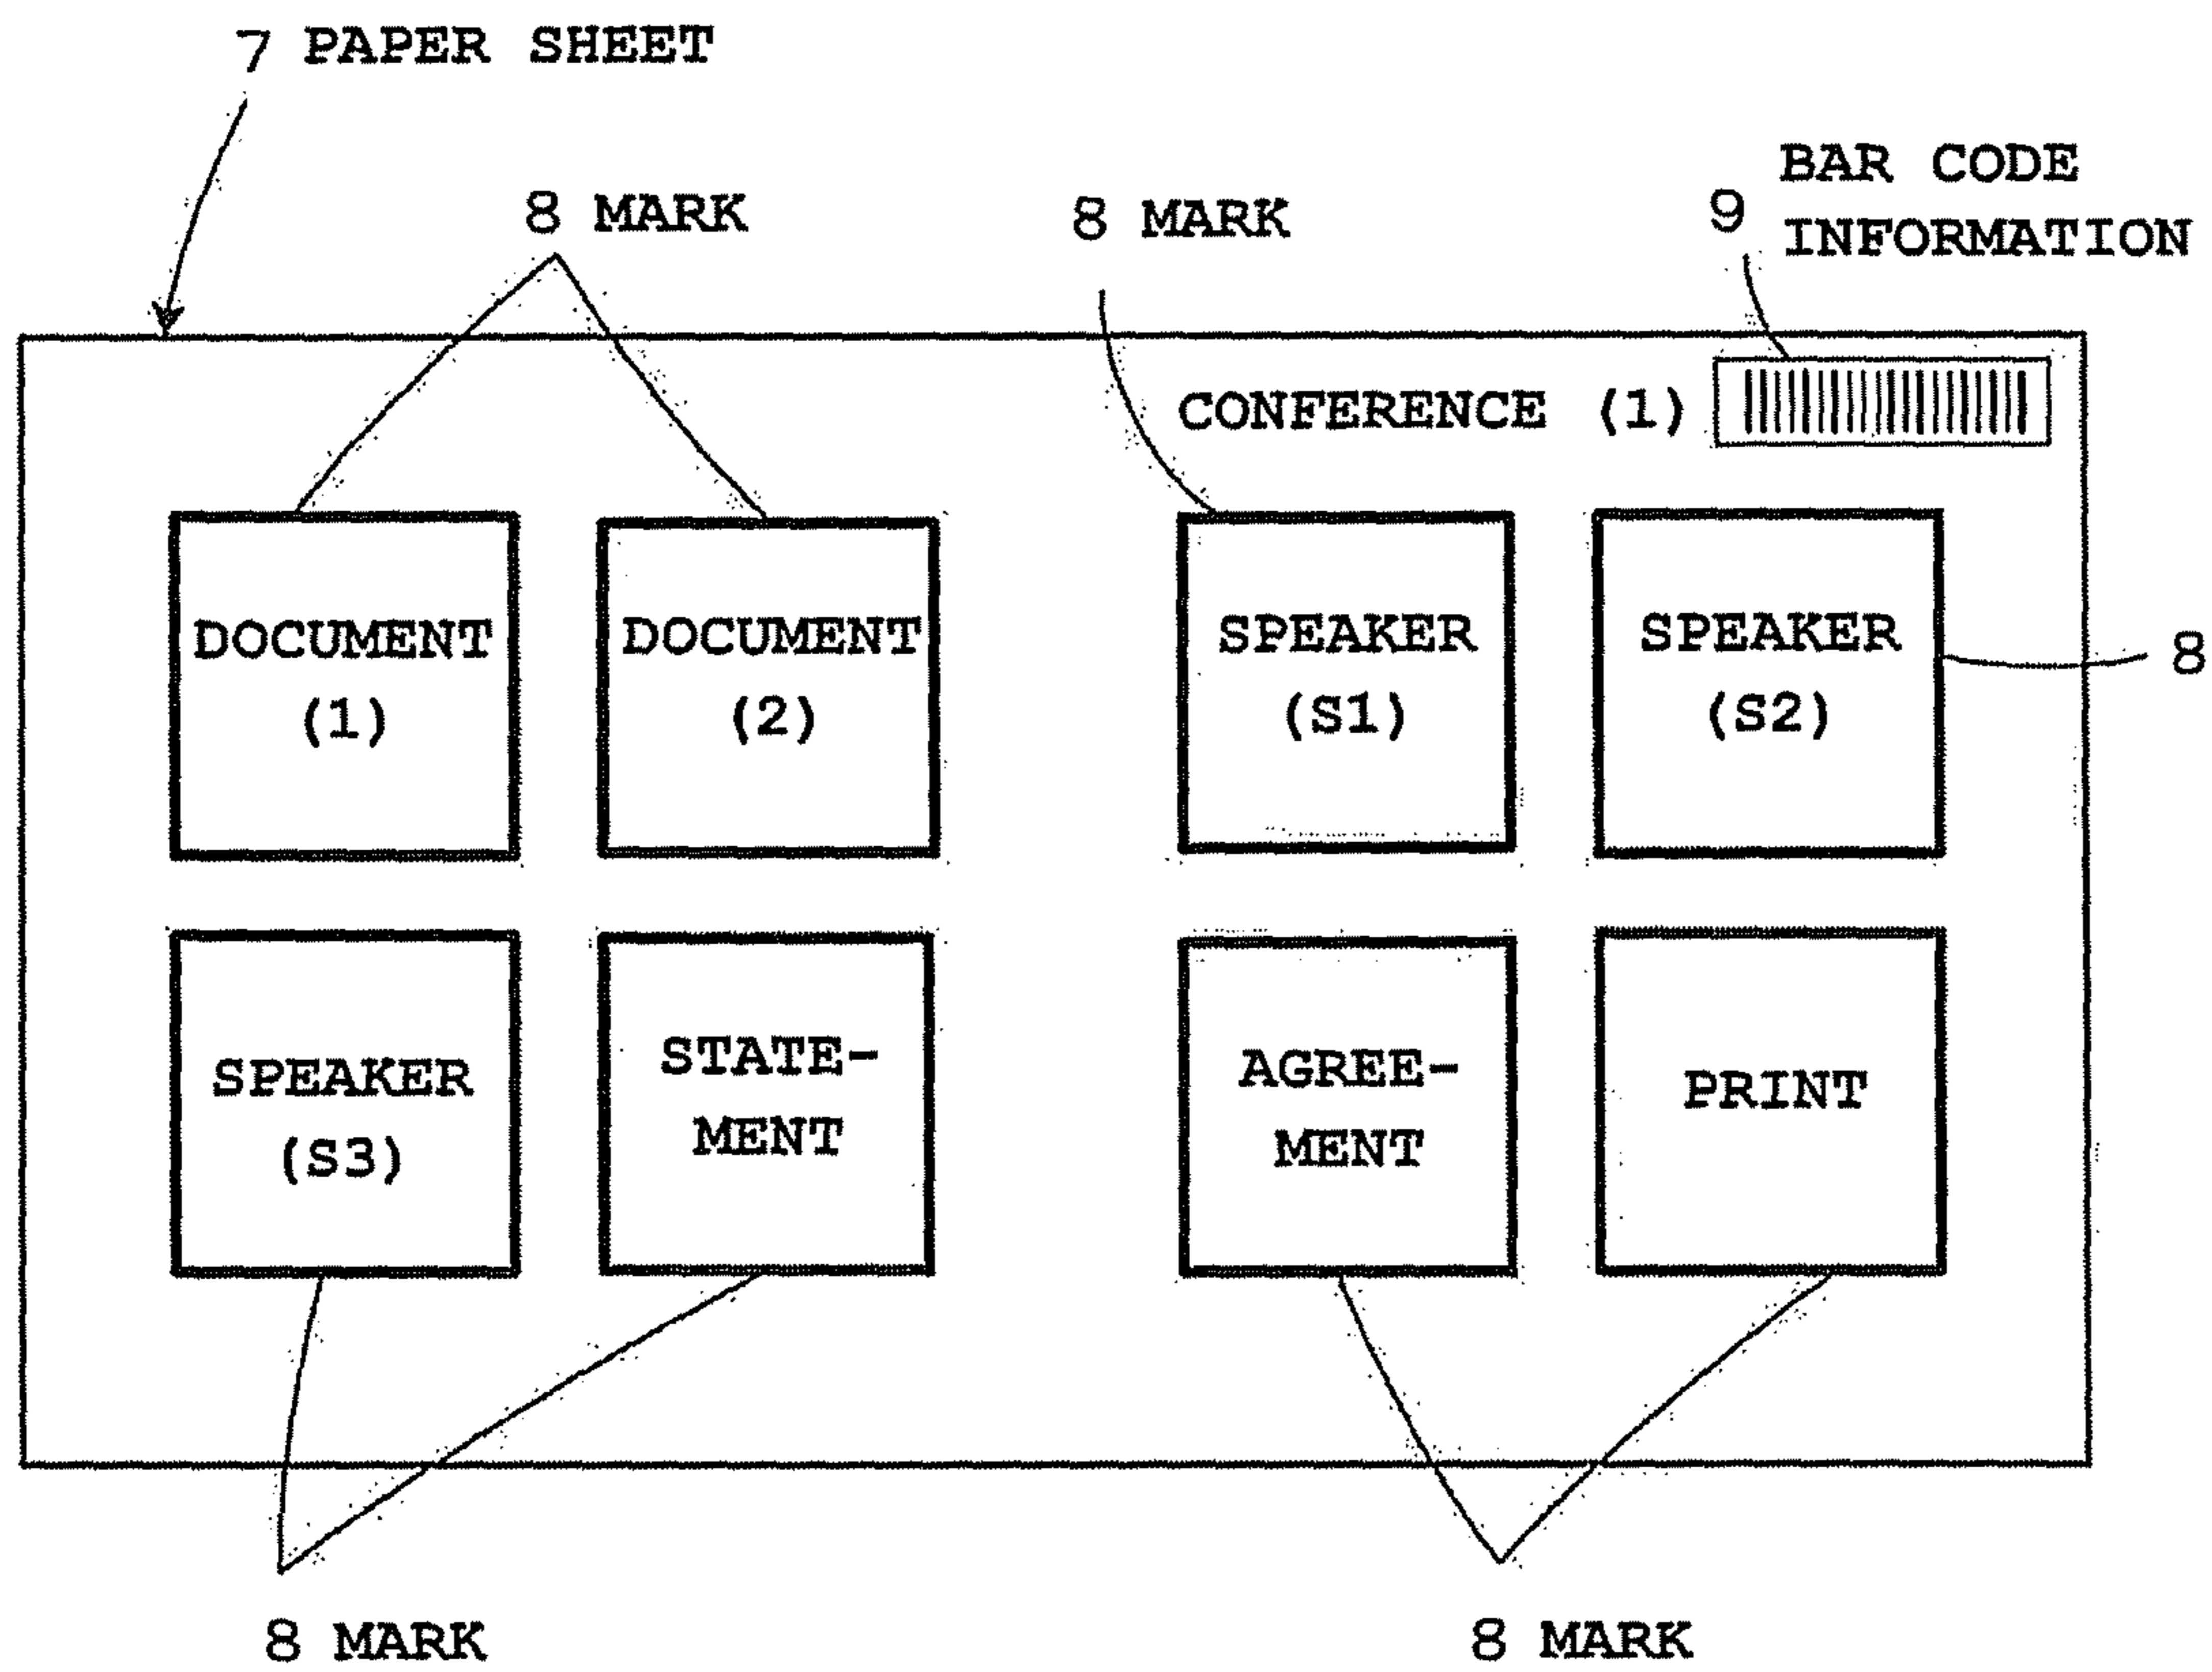 7 PAPER SHEET
8 MARK
8 MARK
9 BAR CODE
INFORMATION
CONFERENCE (1)
DOCUMENT
(1)
DOCUMENT
(2)
SPEAKER
(S1)
SPEAKER
(S2)
8
SPEAKER
(S3)
STATE-
MENT
AGREE-
MENT
PRINT
8 MARK
8 MARK